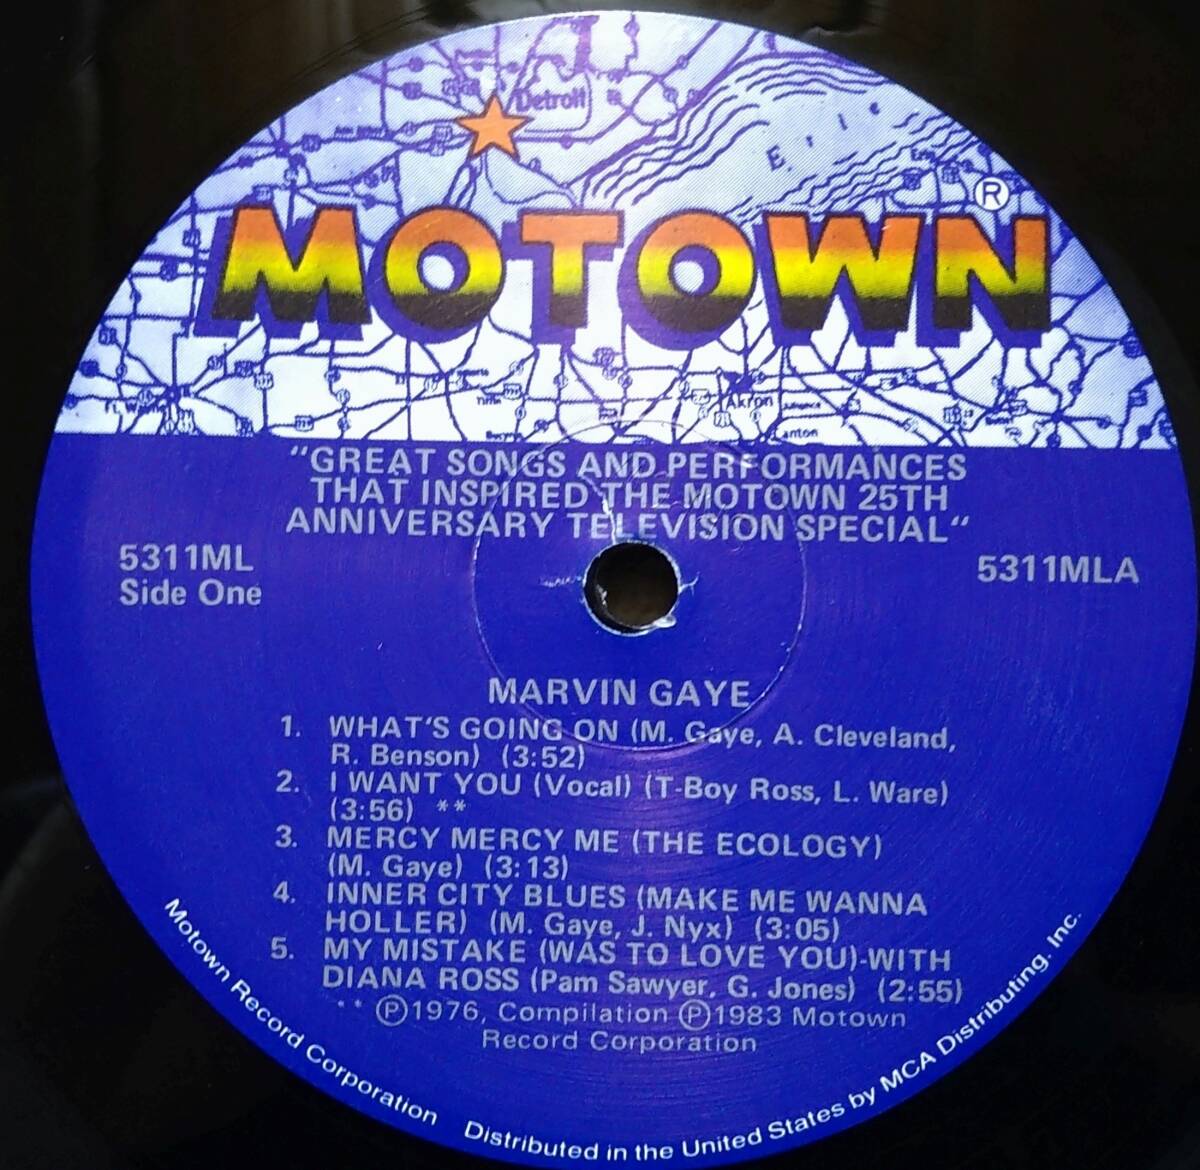 Detroit
Erie
®
MOTOWN
Akron
"GREAT SONGS AND PERFORMANCES
THAT INSPIRED THE MOTOWN 25TH
ANNIVERSARY TELEVISION SPECIAL"
5311ML
Side One
5311MLA
MARVIN GAYE
1. WHAT'S GOING ON (M. Gaye, A. Cleveland,
R. Benson) (3:52)
2. I WANT YOU (Vocal) (T-Boy Ross, L. Ware)
(3:56) **
3. MERCY MERCY ME (THE ECOLOGY)
(M. Gaye) (3:13)
4. INNER CITY BLUES (MAKE ME WANNA
HOLLER) (M. Gaye, J. Nyx) (3:05)
5. MY MISTAKE (WAS TO LOVE YOU)-WITH
DIANA ROSS (Pam Sawyer, G. Jones) (2:55)
** ℗1976, Compilation ℗1983 Motown
Record Corporation
Motown Record Corporation Distributed in the United States by MCA Distributing, Inc.